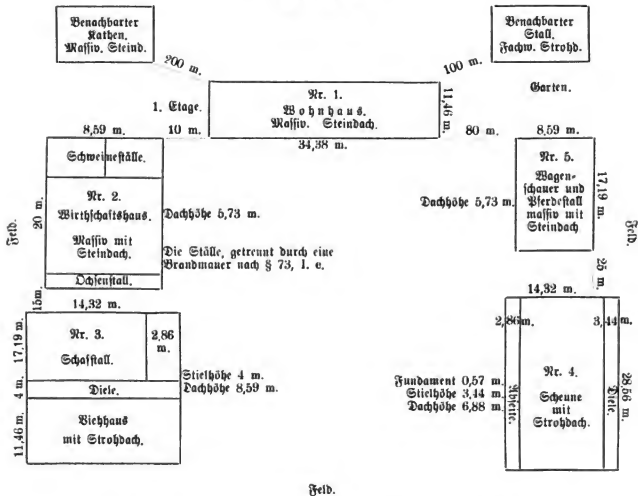 Benachbarter
Kathen.
Massiv. Steind.
Benachbarter
Stall.
Fachw. Strohd.
200 m.
100 m.
Garten.
Nr. 1.
Wohnhaus.
Massiv. Steindach.
11,46 m.
1. Etage.
34,38 m.
8,59 m.
10 m.
80 m.
8,59 m.
Schweineställe.
Nr. 2.
Wirthschaftshaus.
Massiv mit
Steindach.
Ochsenstall.
20 m.
Feld.
Dachhöhe 5,73 m.
Die Ställe, getrennt durch eine
Brandmauer nach § 73, I. e.
Nr. 5.
Wagen-
schauer und
Pferdestall
massiv mit
Steindach
17,19 m.
Dachhöhe 5,73 m.
Feld.
25 m.
15m.
14,32 m.
Nr. 3.
Schafstall.
2,86
m.
17,19 m.
4 m.
Diele.
Stielhöhe 4 m.
Dachhöhe 8,59 m.
Viehhaus
mit Strohdach.
11,46 m.
14,32 m.
2,86 m.
3,44 m.
Nr. 4.
Scheune
mit
Strohdach.
Abseite.
Diele.
28,56 m.
Fundament 0,57 m.
Stielhöhe 3,44 m.
Dachhöhe 6,88 m.
Feld.